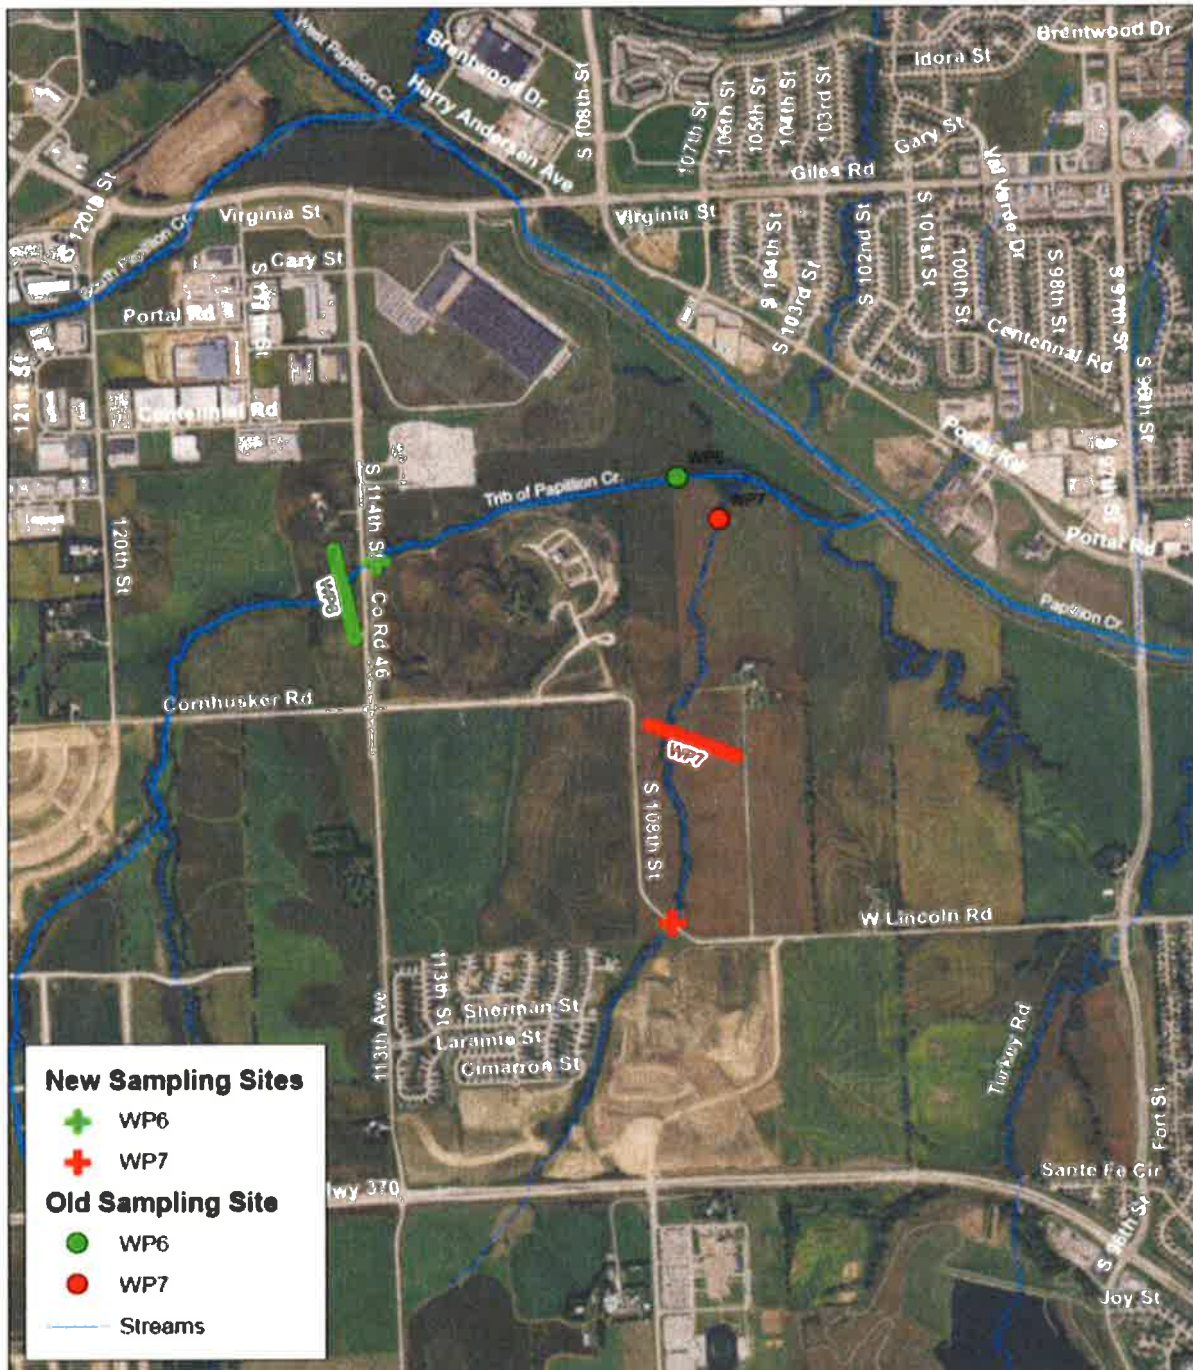 Brentwood Dr
Idora St
West Papillion Cr.
Brentwood Dr
Harry Andersen Ave
S 108th St
107th St
106th St
105th St
104th St
103rd St
Gary St
Val Verde Dr
Giles Rd
S 120th St
Virginia St
Virginia St
Cary St
S 104th St
S 103rd St
S 102nd St
S 101st St
100th St
S 98th St
S 97th St
Portal Rd
Centennial Rd
S 96th St
Centennial Rd
Portal Rd
S 114th St
Trib of Papillion Cr.
WP6
WP7
120th St
WP6
Co Rd 46
Papillion Cr
Cornhusker Rd
WP7
S 108th St
W Lincoln Rd
113th St
Sherman St
113th Ave
Laramie St
Cimarron St
Turkey Rd
Fort St
New Sampling Sites
WP6
WP7
Old Sampling Site
WP6
WP7
Streams
Hwy 370
Sante Fe Cir
S 96th St
Joy St